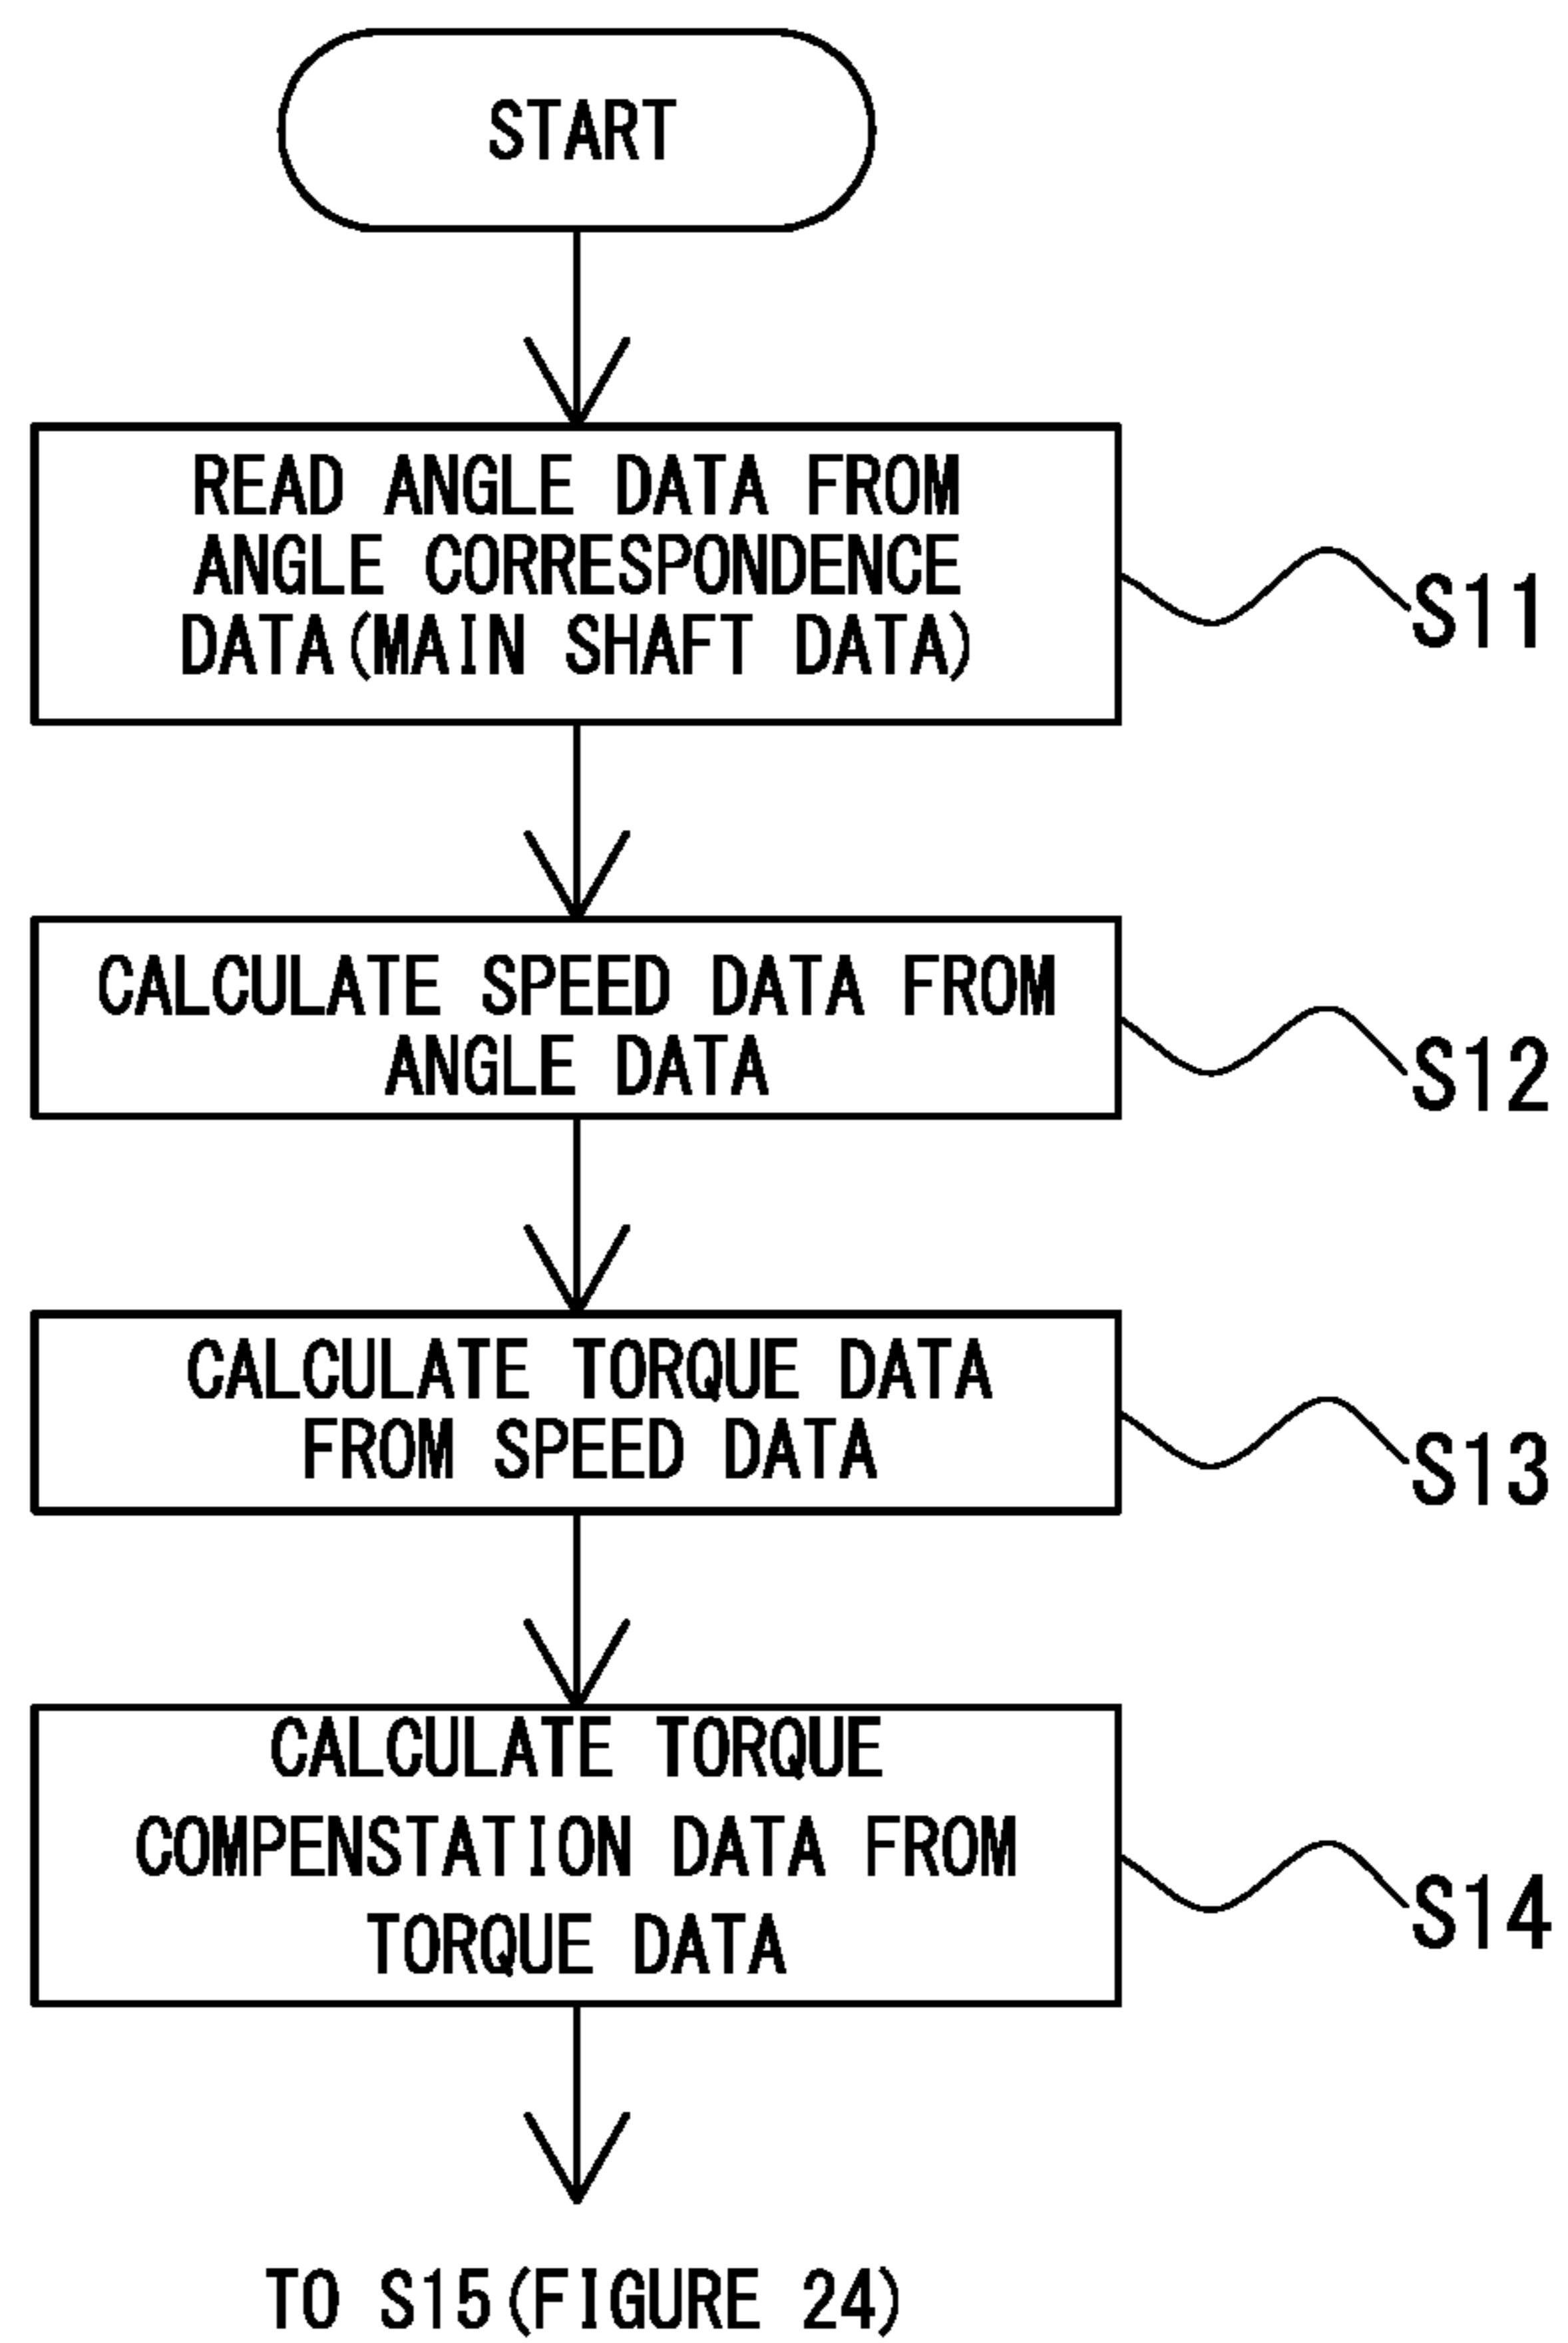 START
READ ANGLE DATA FROM
ANGLE CORRESPONDENCE
DATA(MAIN SHAFT DATA)
S11
CALCULATE SPEED DATA FROM
ANGLE DATA
S12
CALCULATE TORQUE DATA
FROM SPEED DATA
S13
CALCULATE TORQUE
COMPENSTATION DATA FROM
TORQUE DATA
S14
TO S15(FIGURE 24)